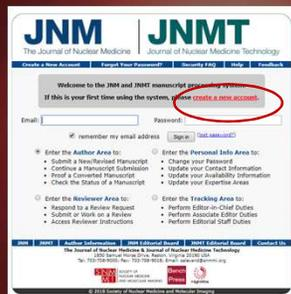 JNM
The Journal of Nuclear Medicine
JNMT
Journal of Nuclear Medicine Technology
Create a New Account Forgot Your Password? Security FAQ Help Feedback
Welcome to the JNM and JNMT manuscript processing system.
If this is your first time using the system, please create a new account.
Email: Password:
remember my email address Sign in (lost password?)
Enter the Author Area to:
• Submit a New/Revised Manuscript
• Continue a Manuscript Submission
• Proof a Converted Manuscript
• Check the Status of a Manuscript
Enter the Personal Info Area to:
• Change your Password
• Update your Contact Information
• Update your Availability Information
• Update your Expertise Areas
Enter the Reviewer Area to:
• Respond to a Review Request
• Submit or Work on a Review
• Access Reviewer Instructions
Enter the Tracking Area to:
• Perform Editor-in-Chief Duties
• Perform Associate Editor Duties
• Perform Editorial Staff Duties
JNM JNMT Author Information JNM Editorial Board JNMT Editorial Board Contact Us
The Journal of Nuclear Medicine & Journal of Nuclear Medicine Technology
1850 Samuel Morse Drive, Reston, Virginia 20190 USA
Bench
Press